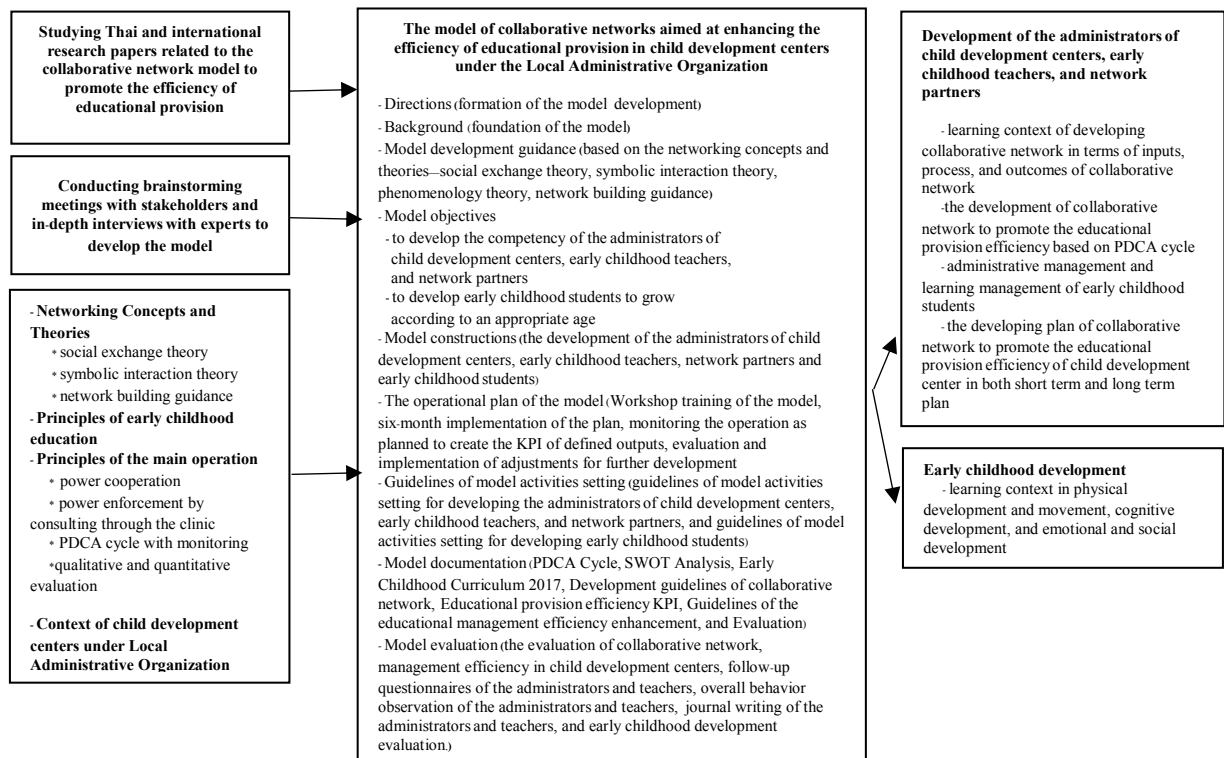 Studying Thai and international
research papers related to the
collaborative network model to
promote the efficiency of
educational provision
Conducting brainstorming
meetings with stakeholders and
in-depth interviews with experts to
develop the model
- Networking Concepts and
Theories
* social exchange theory
* symbolic interaction theory
* network building guidance
- Principles of early childhood
education
- Principles of the main operation
* power cooperation
* power enforcement by
consulting through the clinic
* PDCA cycle with monitoring
*qualitative and quantitative
evaluation
- Context of child development
centers under Local
Administrative Organization
The model of collaborative networks aimed at enhancing the
efficiency of educational provision in child development centers
under the Local Administrative Organization
- Directions (formation of the model development)
- Background (foundation of the model)
- Model development guidance (based on the networking concepts and
theories—social exchange theory, symbolic interaction theory,
phenomenology theory, network building guidance)
- Model objectives
- to develop the competency of the administrators of
child development centers, early childhood teachers,
and network partners
- to develop early childhood students to grow
according to an appropriate age
- Model constructions (the development of the administrators of child
development centers, early childhood teachers, network partners and
early childhood students)
- The operational plan of the model (Workshop training of the model,
six-month implementation of the plan, monitoring the operation as
planned to create the KPI of defined outputs, evaluation and
implementation of adjustments for further development
- Guidelines of model activities setting (guidelines of model activities
setting for developing the administrators of child development centers,
early childhood teachers, and network partners, and guidelines of model
activities setting for developing early childhood students)
- Model documentation (PDCA Cycle, SWOT Analysis, Early
Childhood Curriculum 2017, Development guidelines of collaborative
network, Educational provision efficiency KPI, Guidelines of the
educational management efficiency enhancement, and Evaluation)
- Model evaluation (the evaluation of collaborative network,
management efficiency in child development centers, follow-up
questionnaires of the administrators and teachers, overall behavior
observation of the administrators and teachers, journal writing of the
administrators and teachers, and early childhood development
evaluation.)
Development of the administrators of
child development centers, early
childhood teachers, and network
partners
- learning context of developing
collaborative network in terms of inputs,
process, and outcomes of collaborative
network
-the development of collaborative
network to promote the educational
provision efficiency based on PDCA cycle
- administrative management and
learning management of early childhood
students
- the developing plan of collaborative
network to promote the educational
provision efficiency of child development
center in both short term and long term
plan
Early childhood development
- learning context in physical
development and movement, cognitive
development, and emotional and social
development